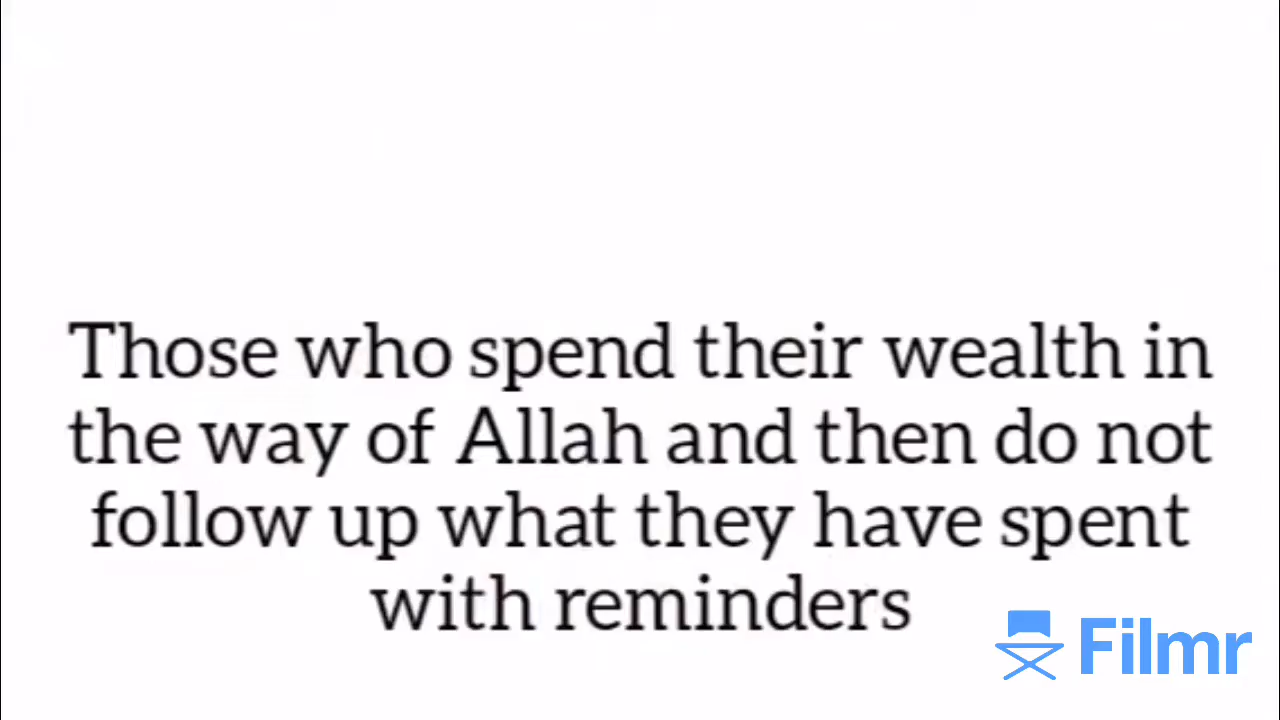 Those who spend their wealth in
the way of Allah and then do not
follow up what they have spent
with reminders
Filmr